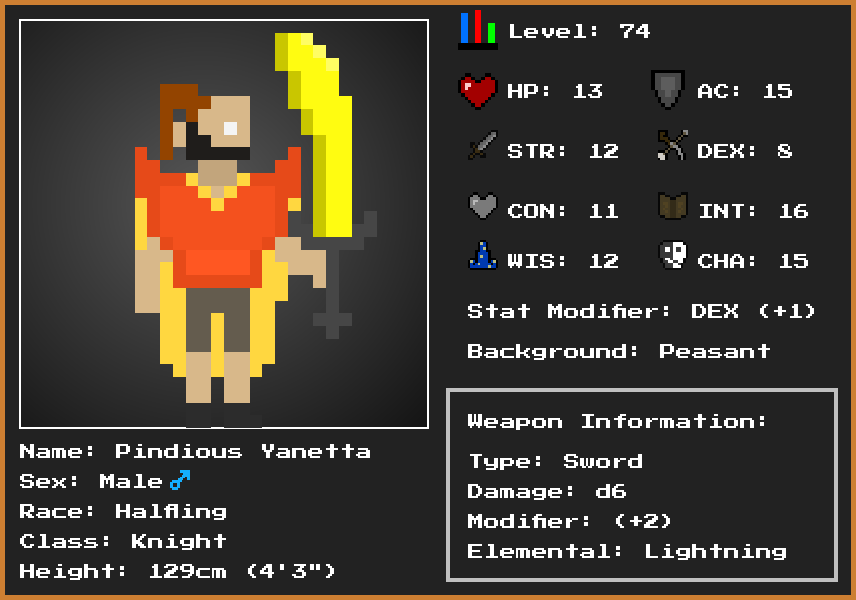 Level: 74
HP: 13 AC: 15
STR: 12 DEX: 8
CON: 11 INT: 16
WIS: 12 CHA: 15
Stat Modifier: DEX (+1)
Background: Peasant
Weapon Information:
Type: Sword
Damage: d6
Modifier: (+2)
Elemental: Lightning
Name: Pindious Yanetta
Sex: Male ♂
Race: Halfling
Class: Knight
Height: 129cm (4'3")